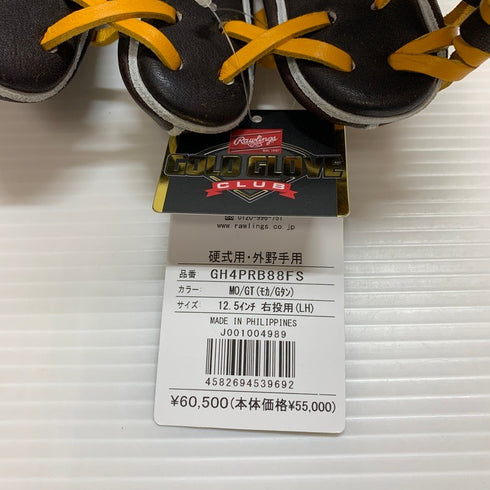 Rawlings
GOLD GLOVE
CLUB
0120-996-751
www.rawlings.co.jp
硬式用・外野手用
品番 GH4PRB88FS
カラー: MO/GT(モカ/Gタン)
サイズ: 12.5インチ 右投用(LH)
MADE IN PHILIPPINES
J001004989
4582694539692
¥60,500(本体価格¥55,000)